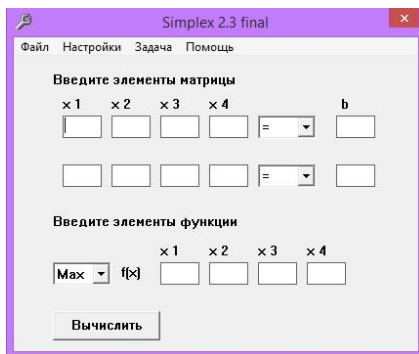 Simplex 2.3 final
Файл Настройки Задача Помощь
Введите элементы матрицы
x 1 x 2 x 3 x 4 b
=
=
Введите элементы функции
x 1 x 2 x 3 x 4
Max f(x)
Вычислить